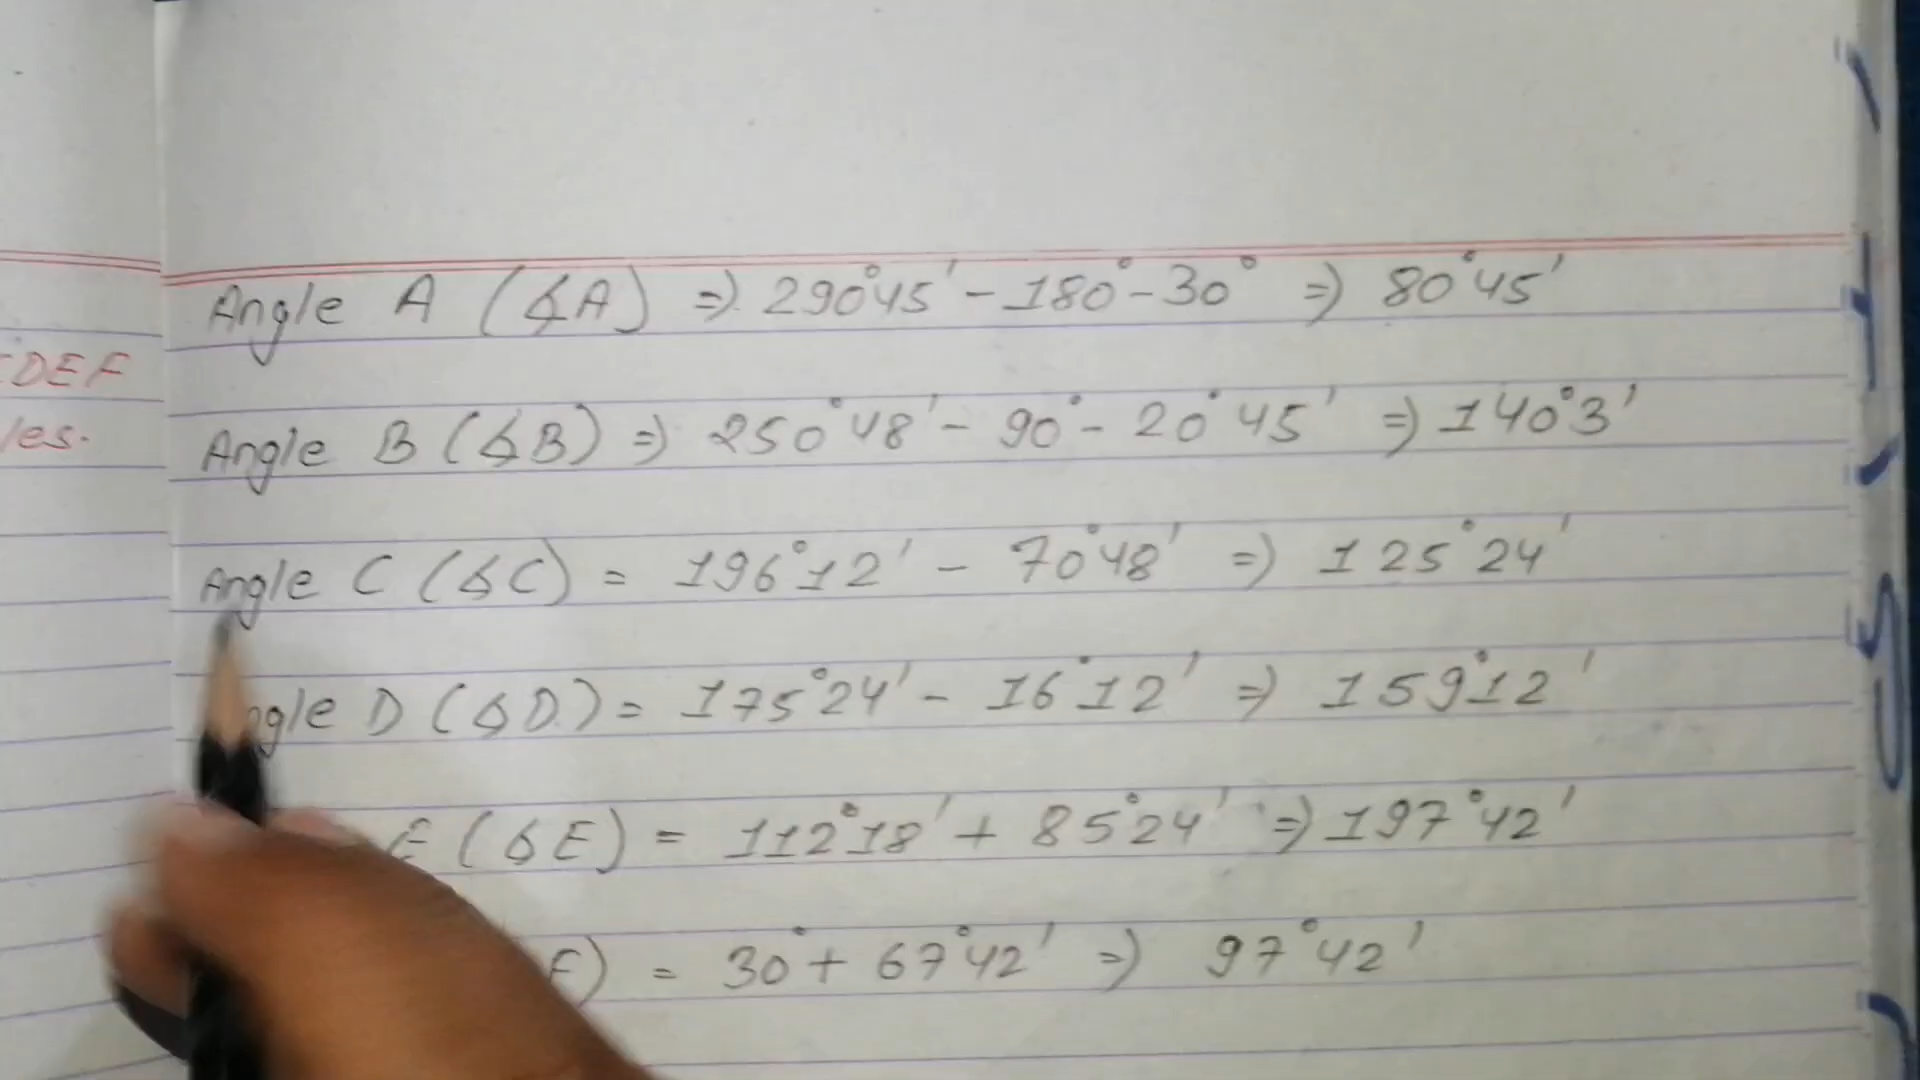 DEF
les.
Angle A (∡A) ⇒ 290°45' - 180° - 30° ⇒ 80°45'
Angle B (∡B) ⇒ 250°48' - 90° - 20°45' ⇒ 140°3'
Angle C (∡C) = 196°12' - 70°48' ⇒ 125°24'
ngle D (∡D) = 175°24' - 16°12' ⇒ 159°12'
E (∡E) = 112°18' + 85°24' ⇒ 197°42'
F) = 30° + 67°42' ⇒ 97°42'